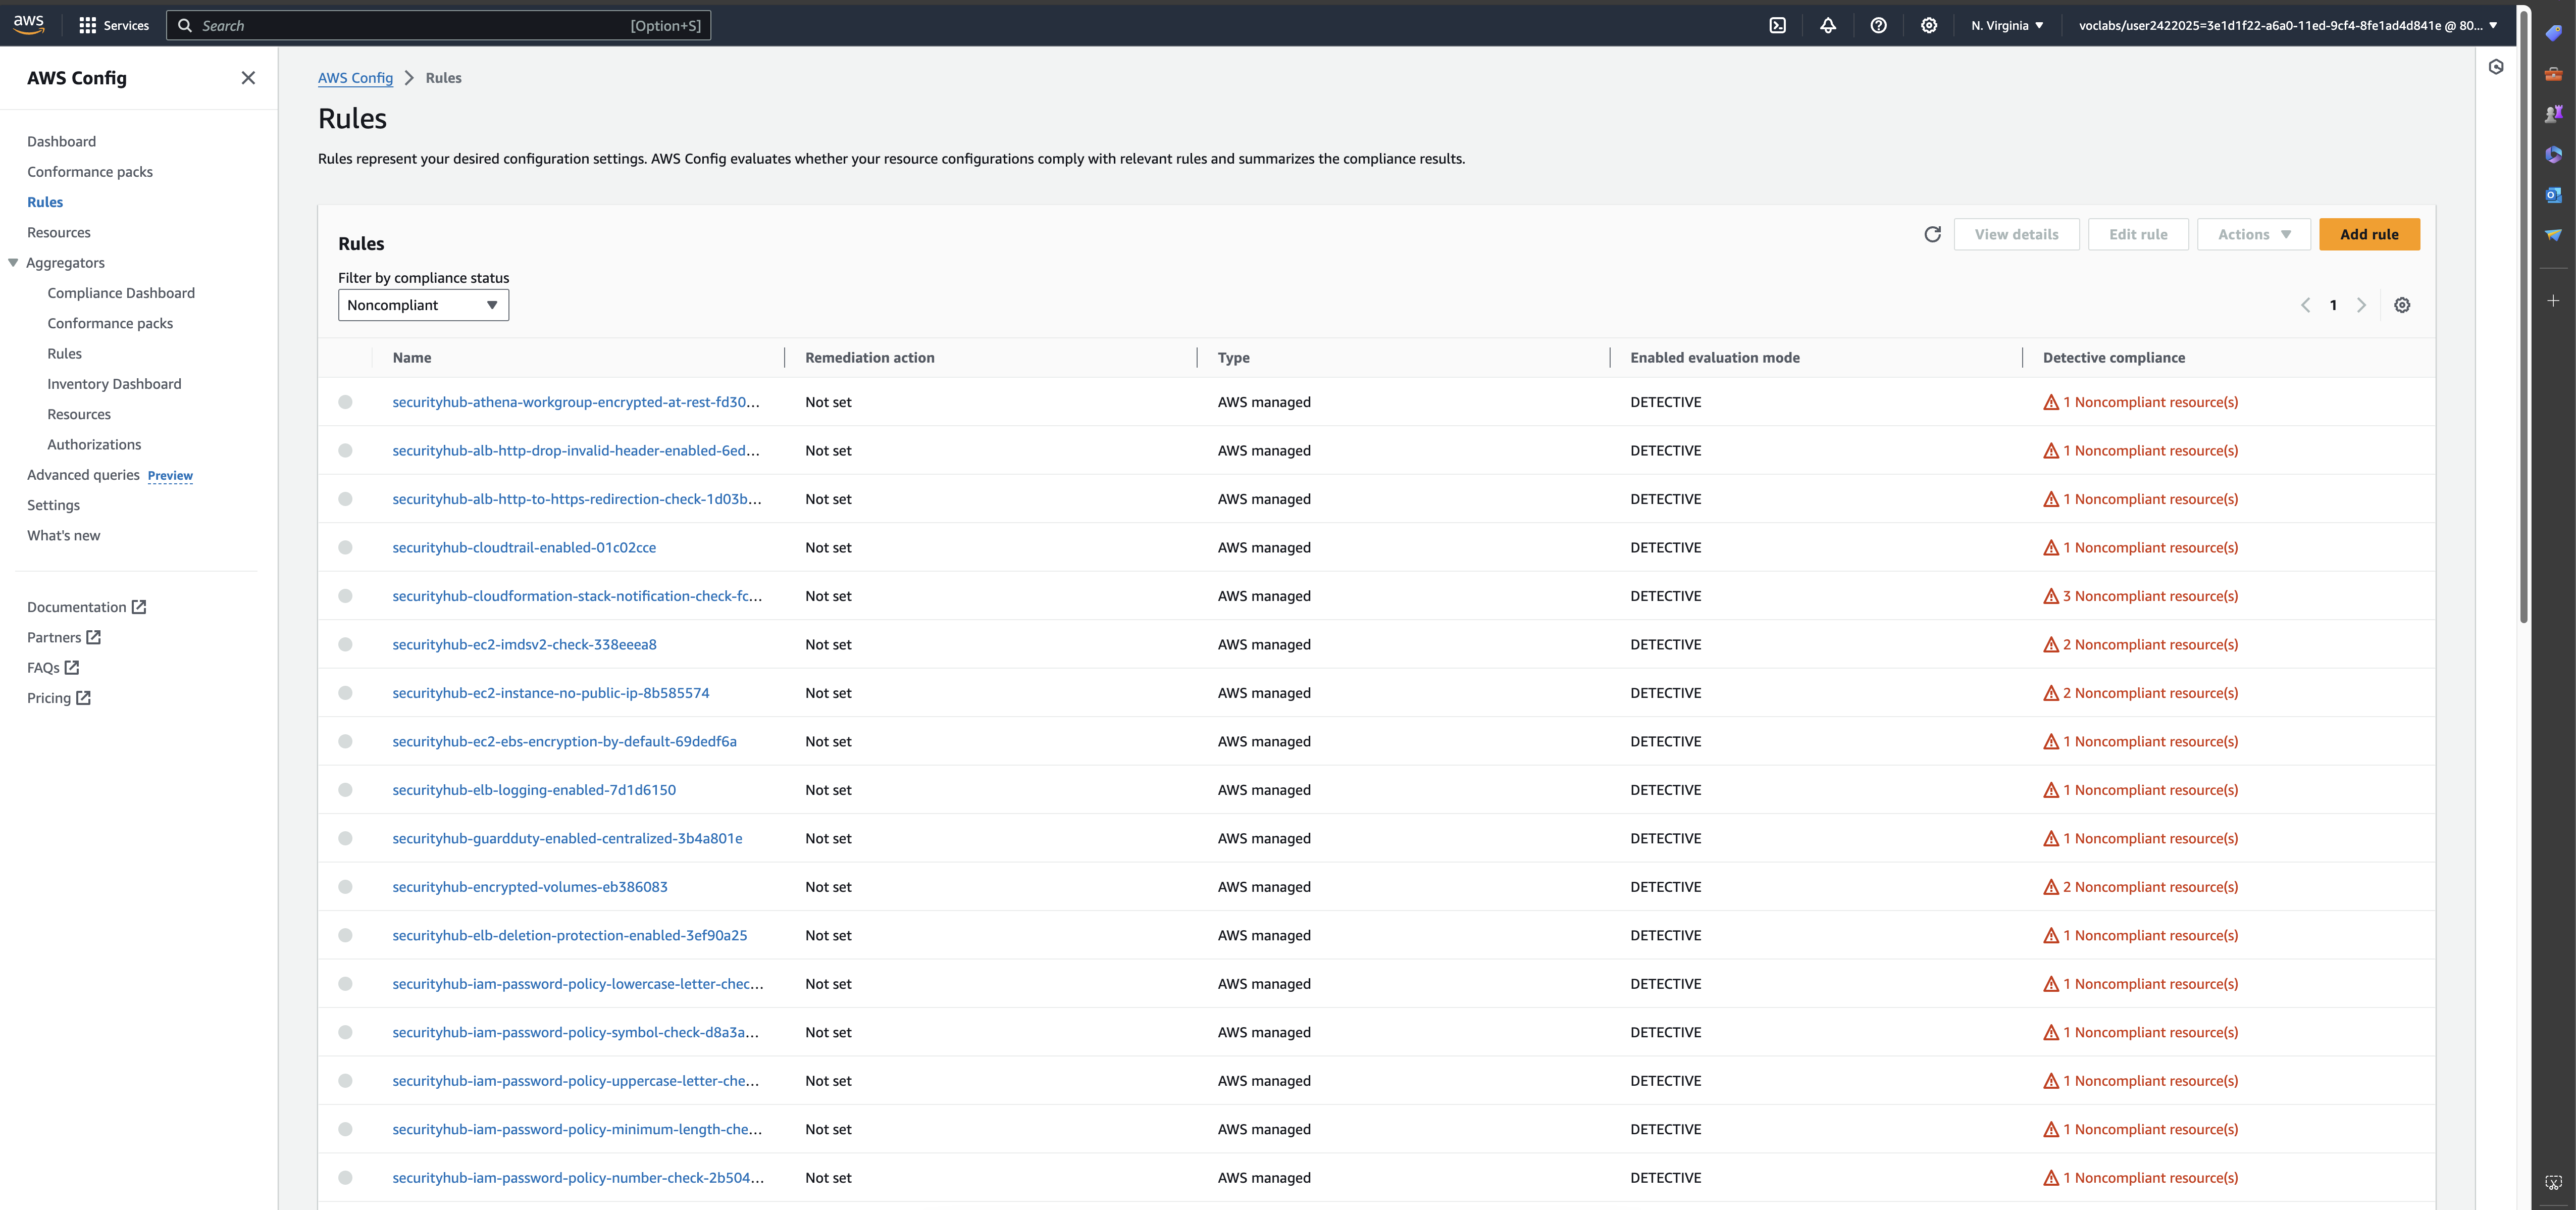 aws
Services
Search
[Option+S]
N. Virginia
voclabs/user2422025=3e1d1f22-a6a0-11ed-9cf4-8fe1ad4d841e @ 80...
AWS Config
Dashboard
Conformance packs
Rules
Resources
Aggregators
Compliance Dashboard
Conformance packs
Rules
Inventory Dashboard
Resources
Authorizations
Advanced queries Preview
Settings
What's new
Documentation
Partners
FAQs
Pricing
AWS Config > Rules
Rules
Rules represent your desired configuration settings. AWS Config evaluates whether your resource configurations comply with relevant rules and summarizes the compliance results.
Rules
View details
Edit rule
Actions
Add rule
Filter by compliance status
Noncompliant
1
Name Remediation action Type Enabled evaluation mode Detective compliance
securityhub-athena-workgroup-encrypted-at-rest-fd30... Not set AWS managed DETECTIVE 1 Noncompliant resource(s)
securityhub-alb-http-drop-invalid-header-enabled-6ed... Not set AWS managed DETECTIVE 1 Noncompliant resource(s)
securityhub-alb-http-to-https-redirection-check-1d03b... Not set AWS managed DETECTIVE 1 Noncompliant resource(s)
securityhub-cloudtrail-enabled-01c02cce Not set AWS managed DETECTIVE 1 Noncompliant resource(s)
securityhub-cloudformation-stack-notification-check-fc... Not set AWS managed DETECTIVE 3 Noncompliant resource(s)
securityhub-ec2-imdsv2-check-338eeea8 Not set AWS managed DETECTIVE 2 Noncompliant resource(s)
securityhub-ec2-instance-no-public-ip-8b585574 Not set AWS managed DETECTIVE 2 Noncompliant resource(s)
securityhub-ec2-ebs-encryption-by-default-69dedf6a Not set AWS managed DETECTIVE 1 Noncompliant resource(s)
securityhub-elb-logging-enabled-7d1d6150 Not set AWS managed DETECTIVE 1 Noncompliant resource(s)
securityhub-guardduty-enabled-centralized-3b4a801e Not set AWS managed DETECTIVE 1 Noncompliant resource(s)
securityhub-encrypted-volumes-eb386083 Not set AWS managed DETECTIVE 2 Noncompliant resource(s)
securityhub-elb-deletion-protection-enabled-3ef90a25 Not set AWS managed DETECTIVE 1 Noncompliant resource(s)
securityhub-iam-password-policy-lowercase-letter-chec... Not set AWS managed DETECTIVE 1 Noncompliant resource(s)
securityhub-iam-password-policy-symbol-check-d8a3a... Not set AWS managed DETECTIVE 1 Noncompliant resource(s)
securityhub-iam-password-policy-uppercase-letter-che... Not set AWS managed DETECTIVE 1 Noncompliant resource(s)
securityhub-iam-password-policy-minimum-length-che... Not set AWS managed DETECTIVE 1 Noncompliant resource(s)
securityhub-iam-password-policy-number-check-2b504... Not set AWS managed DETECTIVE 1 Noncompliant resource(s)